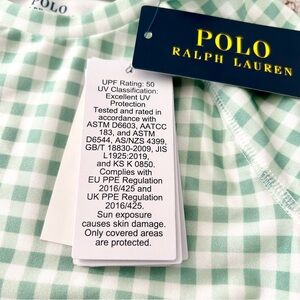 POLO
RALPH LAUREN
UPF Rating: 50
UV Classification:
Excellent UV
Protection
Tested and rated in
accordance with
ASTM D6603, AATCC
183, and ASTM
D6544, AS/NZS 4399,
GB/T 18830-2009, JIS
L1925:2019,
and KS K 0850.
Complies with
EU PPE Regulation
2016/425 and
UK PPE Regulation
2016/425.
Sun exposure
causes skin damage.
Only covered areas
are protected.